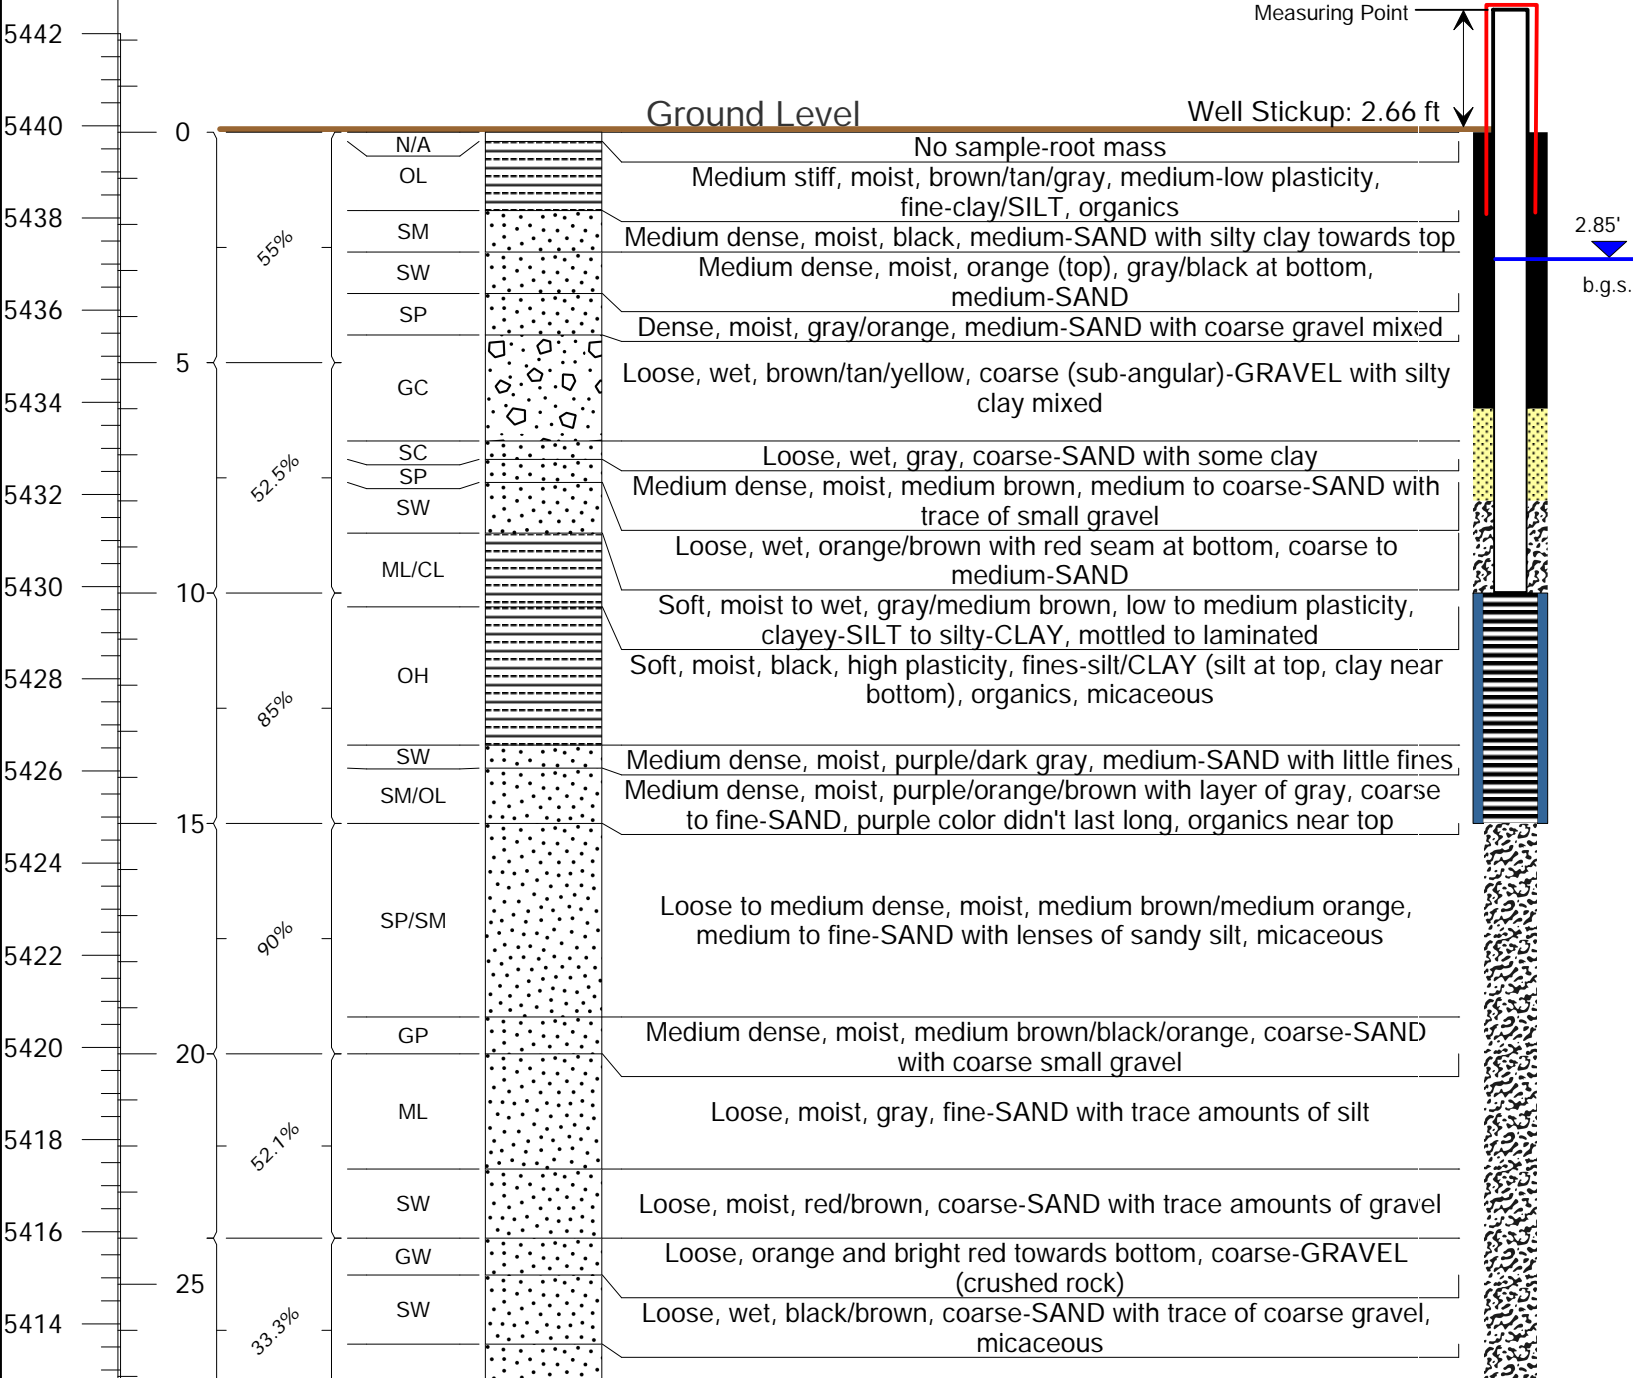 Measuring Point
5442
Ground Level
Well Stickup: 2.66 ft
5440
0
N/A
No sample-root mass
OL
Medium stiff, moist, brown/tan/gray, medium-low plasticity,
fine-clay/SILT, organics
5438
2.85'
SM
Medium dense, moist, black, medium-SAND with silty clay towards top
55%
SW
Medium dense, moist, orange (top), gray/black at bottom,
medium-SAND
b.g.s.
5436
SP
Dense, moist, gray/orange, medium-SAND with coarse gravel mixed
5
GC
Loose, wet, brown/tan/yellow, coarse (sub-angular)-GRAVEL with silty
clay mixed
5434
SC
Loose, wet, gray, coarse-SAND with some clay
52.5%
SP
Medium dense, moist, medium brown, medium to coarse-SAND with
trace of small gravel
5432
SW
Loose, wet, orange/brown with red seam at bottom, coarse to
medium-SAND
ML/CL
5430
10
Soft, moist to wet, gray/medium brown, low to medium plasticity,
clayey-SILT to silty-CLAY, mottled to laminated
5428
OH
Soft, moist, black, high plasticity, fines-silt/CLAY (silt at top, clay near
bottom), organics, micaceous
85%
5426
SW
Medium dense, moist, purple/dark gray, medium-SAND with little fines
SM/OL
Medium dense, moist, purple/orange/brown with layer of gray, coarse
to fine-SAND, purple color didn't last long, organics near top
15
5424
SP/SM
Loose to medium dense, moist, medium brown/medium orange,
medium to fine-SAND with lenses of sandy silt, micaceous
90%
5422
GP
Medium dense, moist, medium brown/black/orange, coarse-SAND
with coarse small gravel
5420
20
ML
Loose, moist, gray, fine-SAND with trace amounts of silt
5418
52.1%
SW
Loose, moist, red/brown, coarse-SAND with trace amounts of gravel
5416
GW
Loose, orange and bright red towards bottom, coarse-GRAVEL
(crushed rock)
25
SW
Loose, wet, black/brown, coarse-SAND with trace of coarse gravel,
micaceous
5414
33.3%